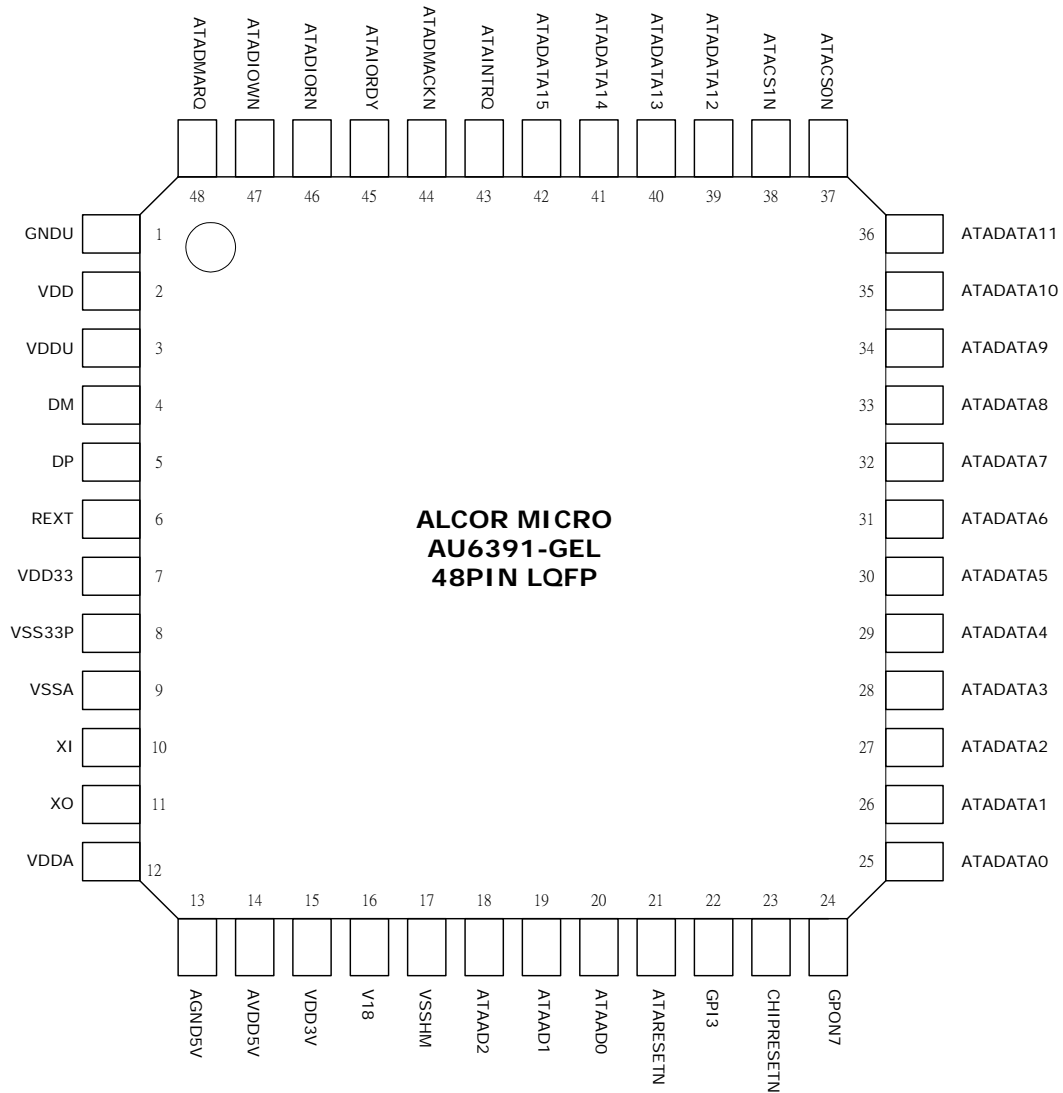 ATADMARQ
ATADIOWN
ATADIORN
ATAIORDY
ATADMACKN
ATAINTRQ
ATADATA15
ATADATA14
ATADATA13
ATADATA12
ATACS1N
ATACS0N
48 47 46 45 44 43 42 41 40 39 38 37
GNDU 1
VDD 2
VDDU 3
DM 4
DP 5
REXT 6
VDD33 7
VSS33P 8
VSSA 9
XI 10
XO 11
VDDA 12
ALCOR MICRO
AU6391-GEL
48PIN LQFP
36 ATADATA11
35 ATADATA10
34 ATADATA9
33 ATADATA8
32 ATADATA7
31 ATADATA6
30 ATADATA5
29 ATADATA4
28 ATADATA3
27 ATADATA2
26 ATADATA1
25 ATADATA0
13 14 15 16 17 18 19 20 21 22 23 24
AGND5V
AVDD5V
VDD3V
V18
VSSHM
ATAAD2
ATAAD1
ATAAD0
ATARESETN
GPI3
CHIPRESETN
GPON7